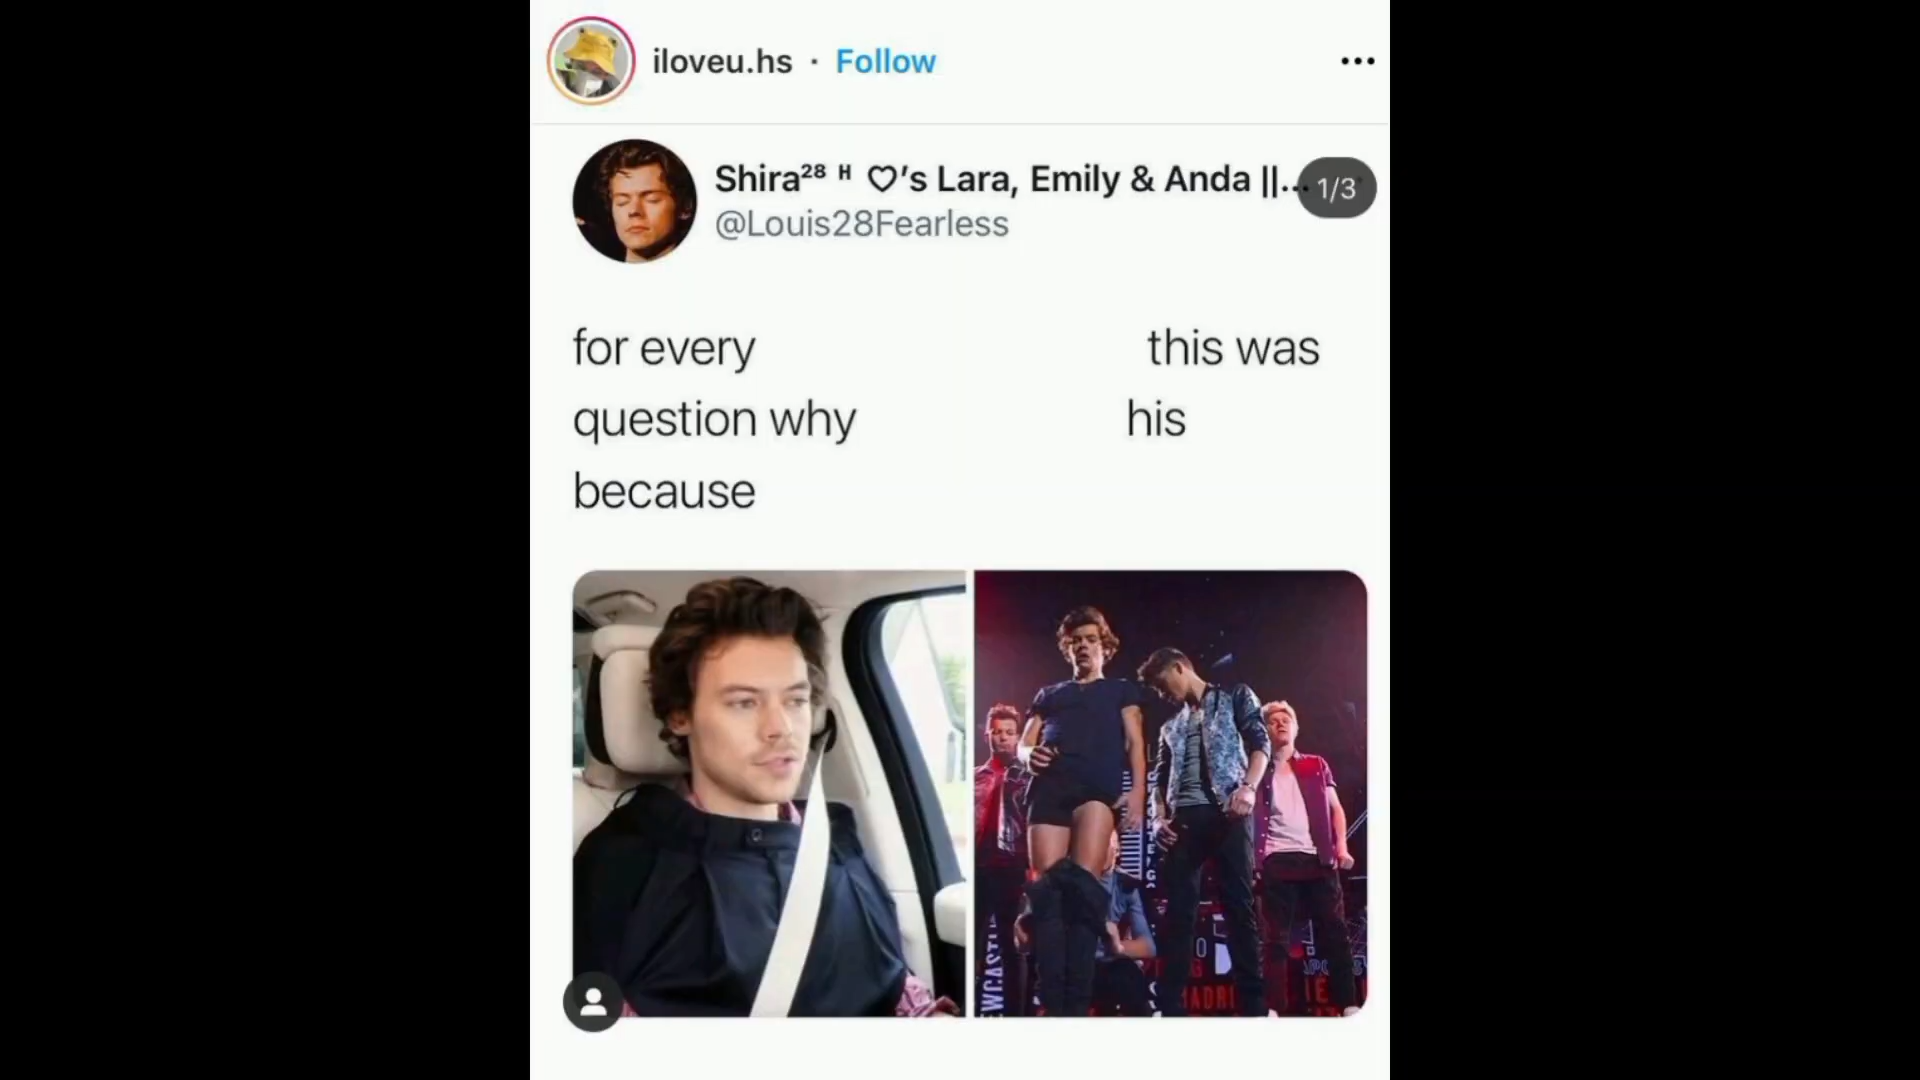 iloveu.hs · Follow
Shira²⁸ ᴴ ♡'s Lara, Emily & Anda ||...
1/3
@Louis28Fearless
for every this was
question why his
because